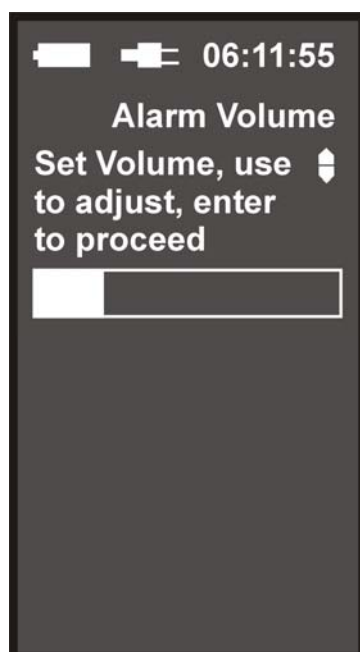 06:11:55
Alarm Volume
Set Volume, use
to adjust, enter
to proceed